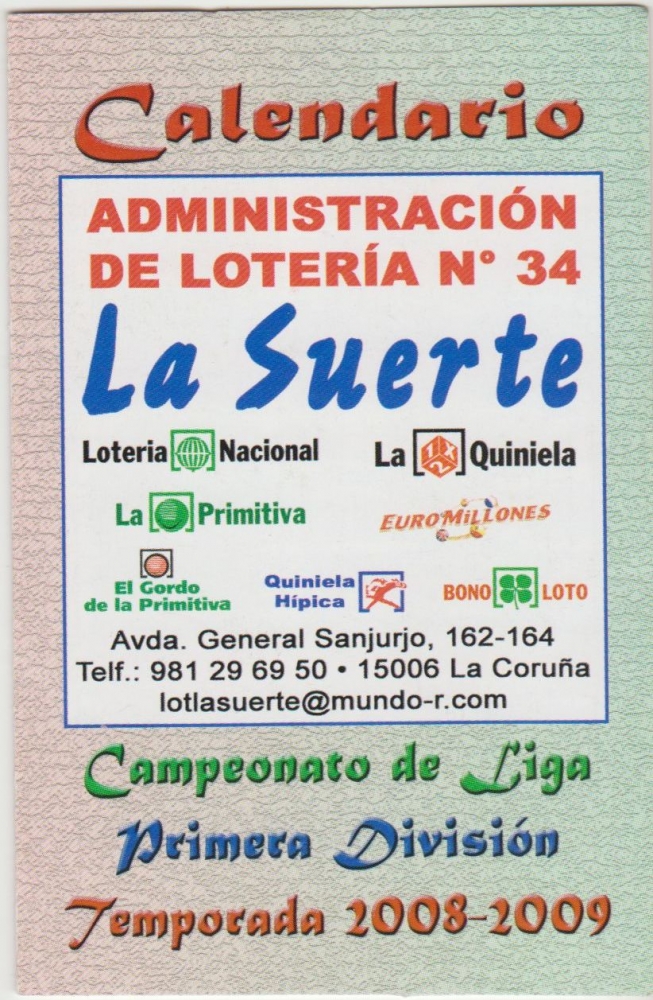 Calendario
ADMINISTRACIÓN
DE LOTERÍA N° 34
La Suerte
Loteria Nacional
La 1X2 Quiniela
La Primitiva
EUROMiLLONES
El Gordo
de la Primitiva
Quiniela
Hípica
BONO LOTO
Avda. General Sanjurjo, 162-164
Telf.: 981 29 69 50 • 15006 La Coruña
lotlasuerte@mundo-r.com
Campeonato de Liga
Primera División
Temporada 2008-2009